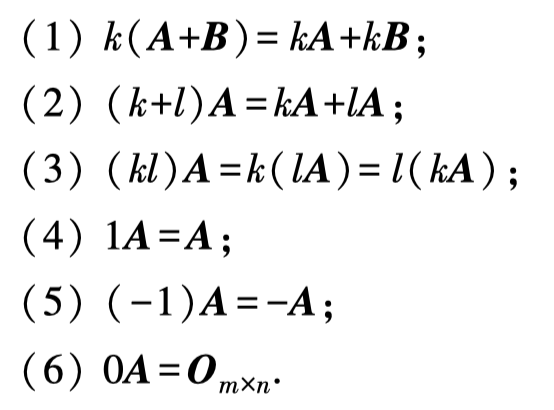 (1) k(A+B)=kA+kB;
(2) (k+l)A=kA+lA;
(3) (kl)A=k(lA)=l(kA);
(4) 1A=A;
(5) (-1)A=-A;
(6) 0A=O_{m×n}.